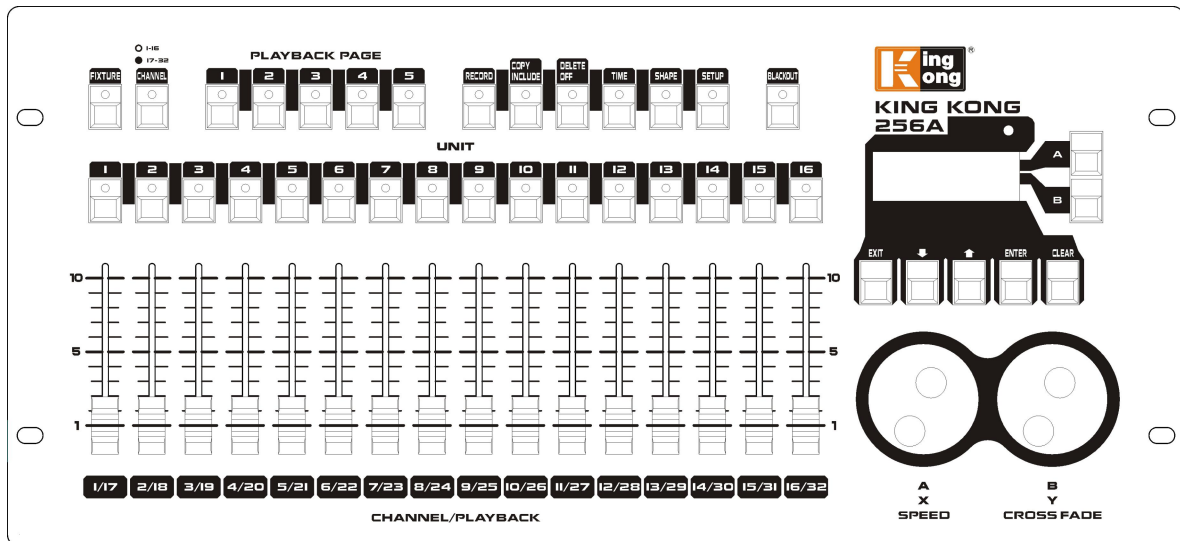 1-16
17-32
PLAYBACK PAGE
FIXTURE CHANNEL 1 2 3 4 5 RECORD COPY INCLUDE DELETE OFF TIME SHAPE SETUP BLACKOUT
King Kong ®
KING KONG
256A
UNIT
1 2 3 4 5 6 7 8 9 10 11 12 13 14 15 16
A
B
EXIT ENTER CLEAR
10 10
5 5
1 1
1/17 2/18 3/19 4/20 5/21 6/22 7/23 8/24 9/25 10/26 11/27 12/28 13/29 14/30 15/31 16/32
CHANNEL/PLAYBACK
A B
X Y
SPEED CROSS FADE